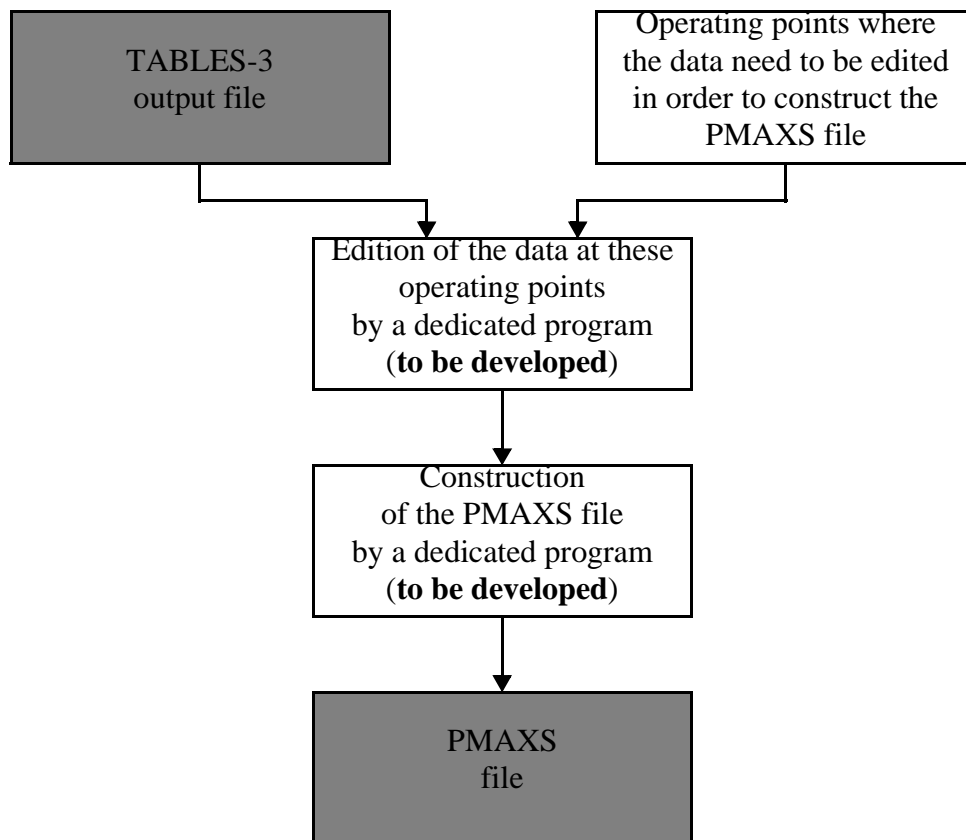 TABLES-3
output file
Operating points where
the data need to be edited
in order to construct the
PMAXS file
Edition of the data at these
operating points
by a dedicated program
(to be developed)
Construction
of the PMAXS file
by a dedicated program
(to be developed)
PMAXS
file